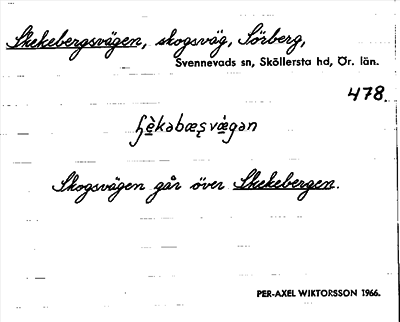 Skekebergsvägen, skogsväg, Sörberg,
Svennevads sn, Sköllersta hd, Ör. län.
478.
Skogsvägen går över Skekebergen.
PER-AXEL WIKTORSSON 1966.